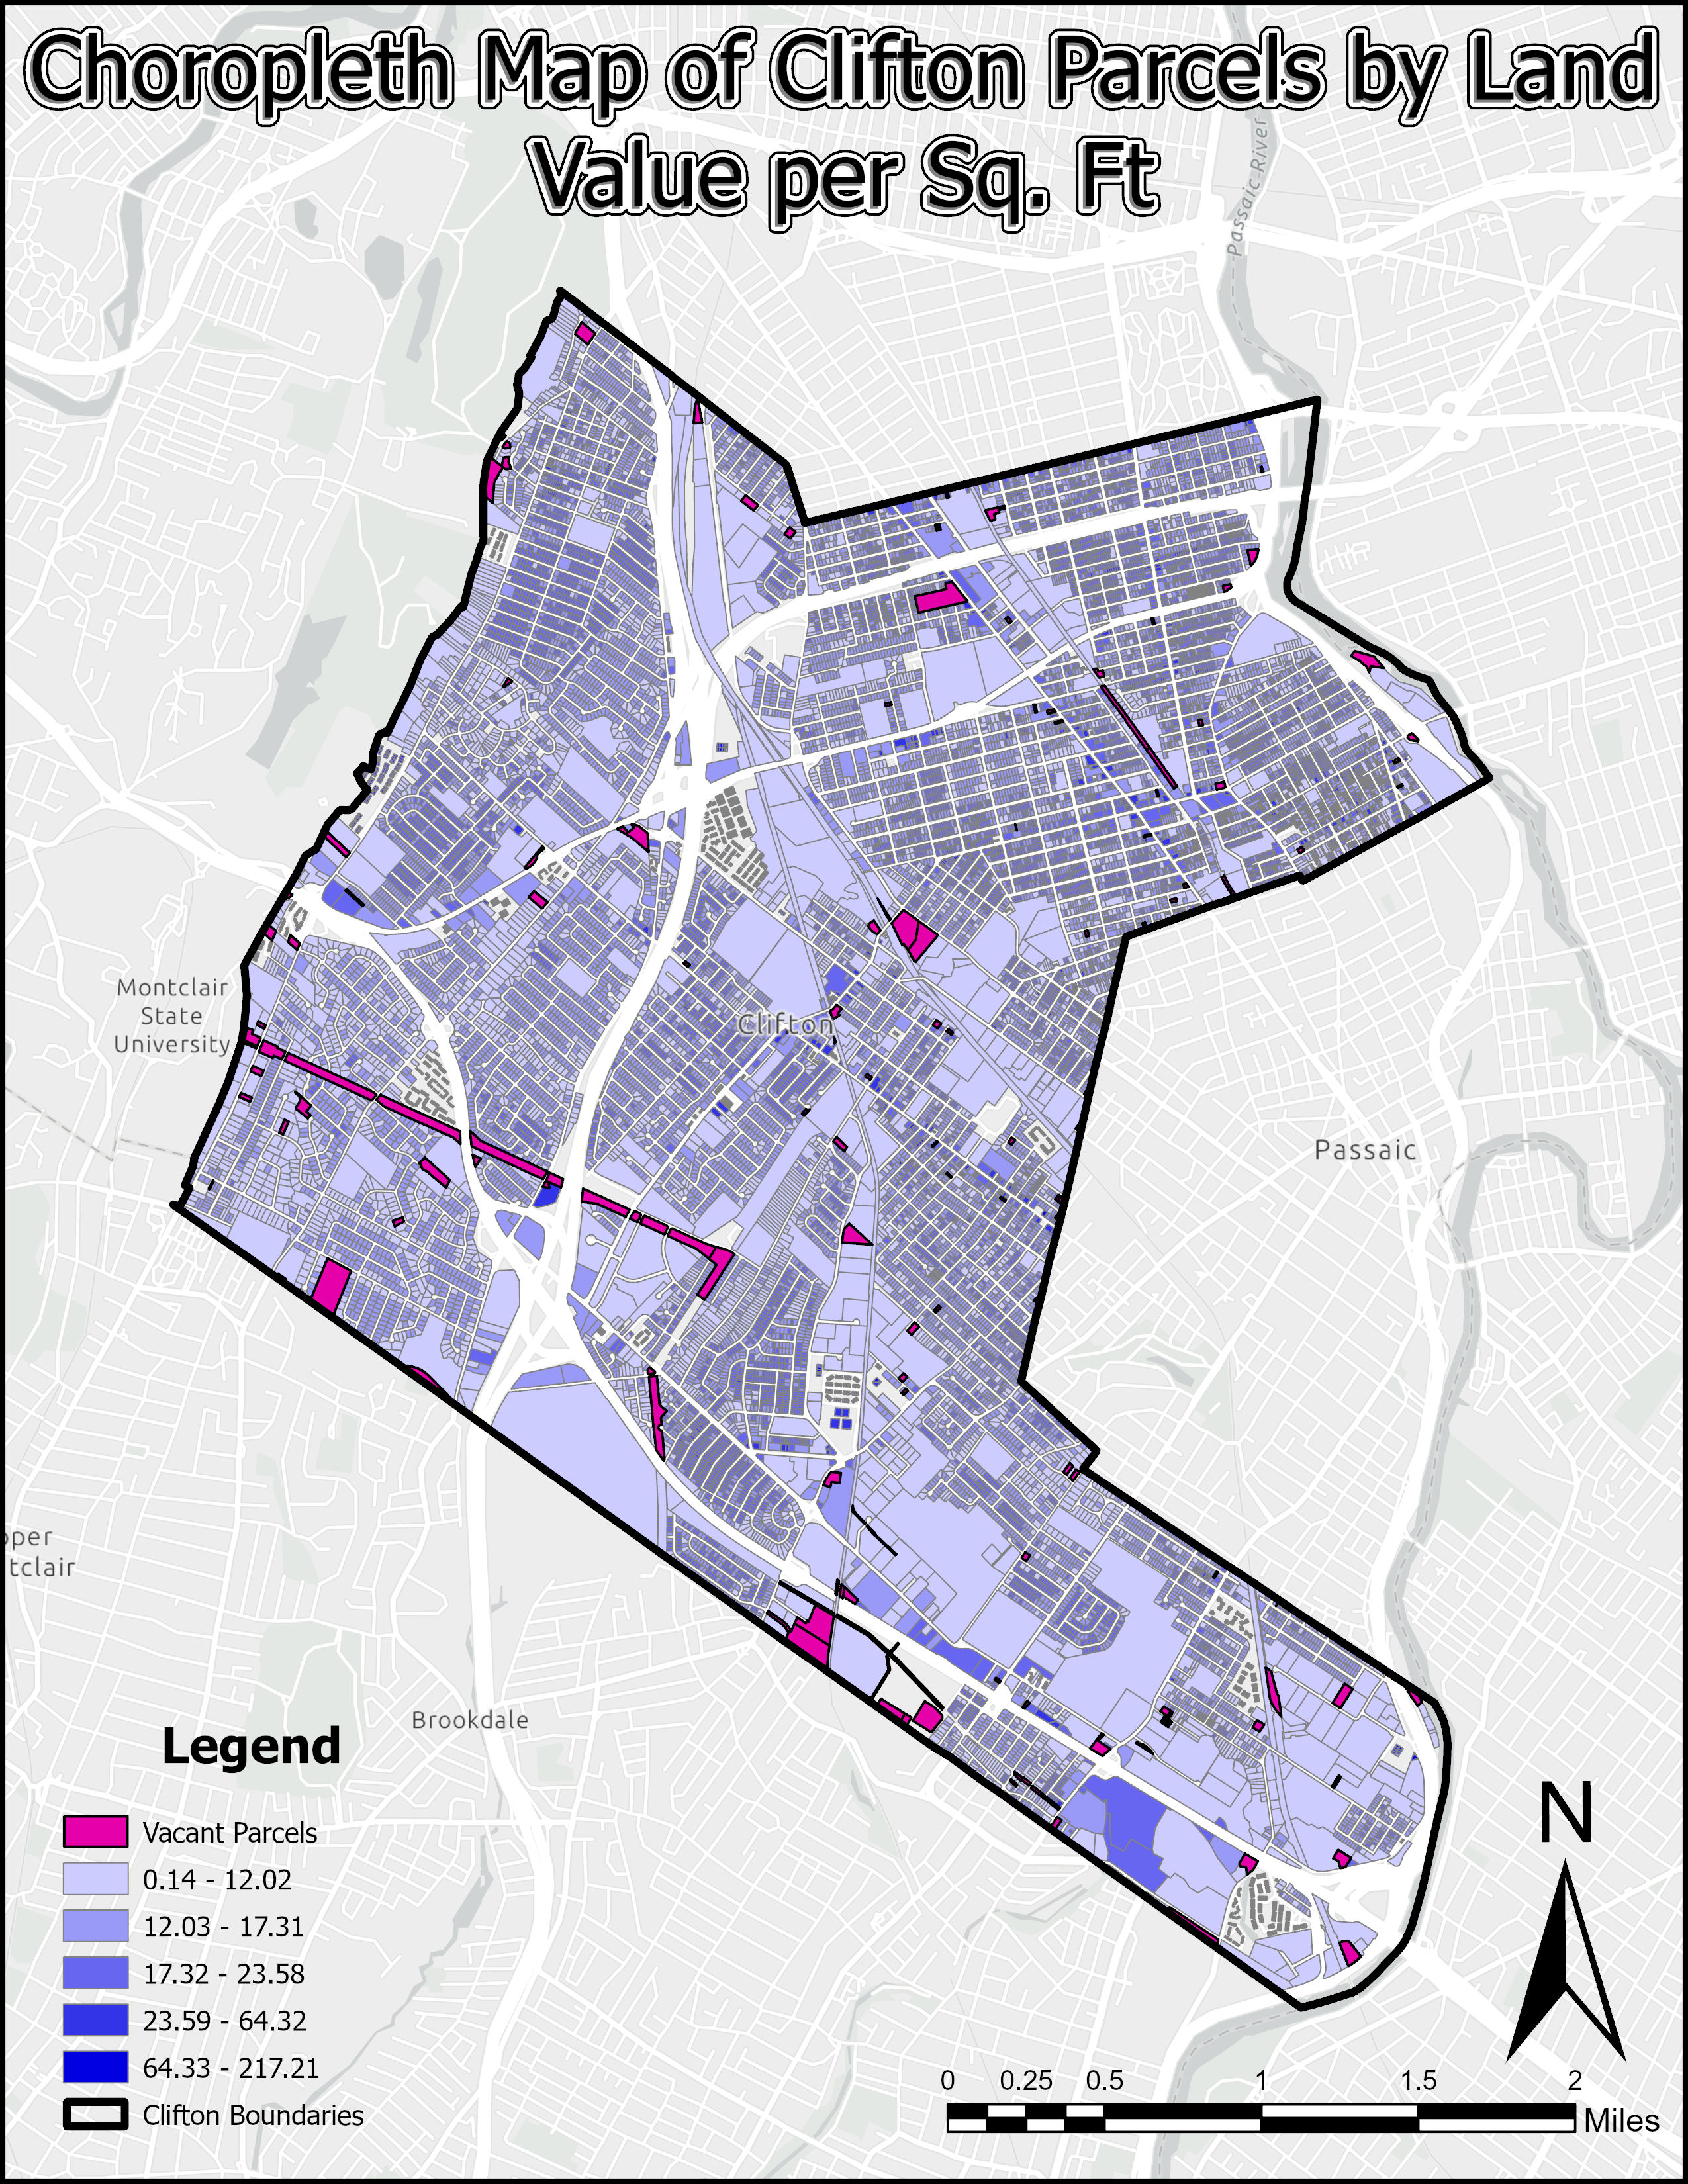 Choropleth Map of Clifton Parcels by Land
Value per Sq. Ft
Passaic River
Montclair
State
University
Clifton
Passaic
pper
tclair
Brookdale
Legend
Vacant Parcels
0.14 - 12.02
12.03 - 17.31
17.32 - 23.58
23.59 - 64.32
64.33 - 217.21
Clifton Boundaries
N
0 0.25 0.5 1 1.5 2
Miles